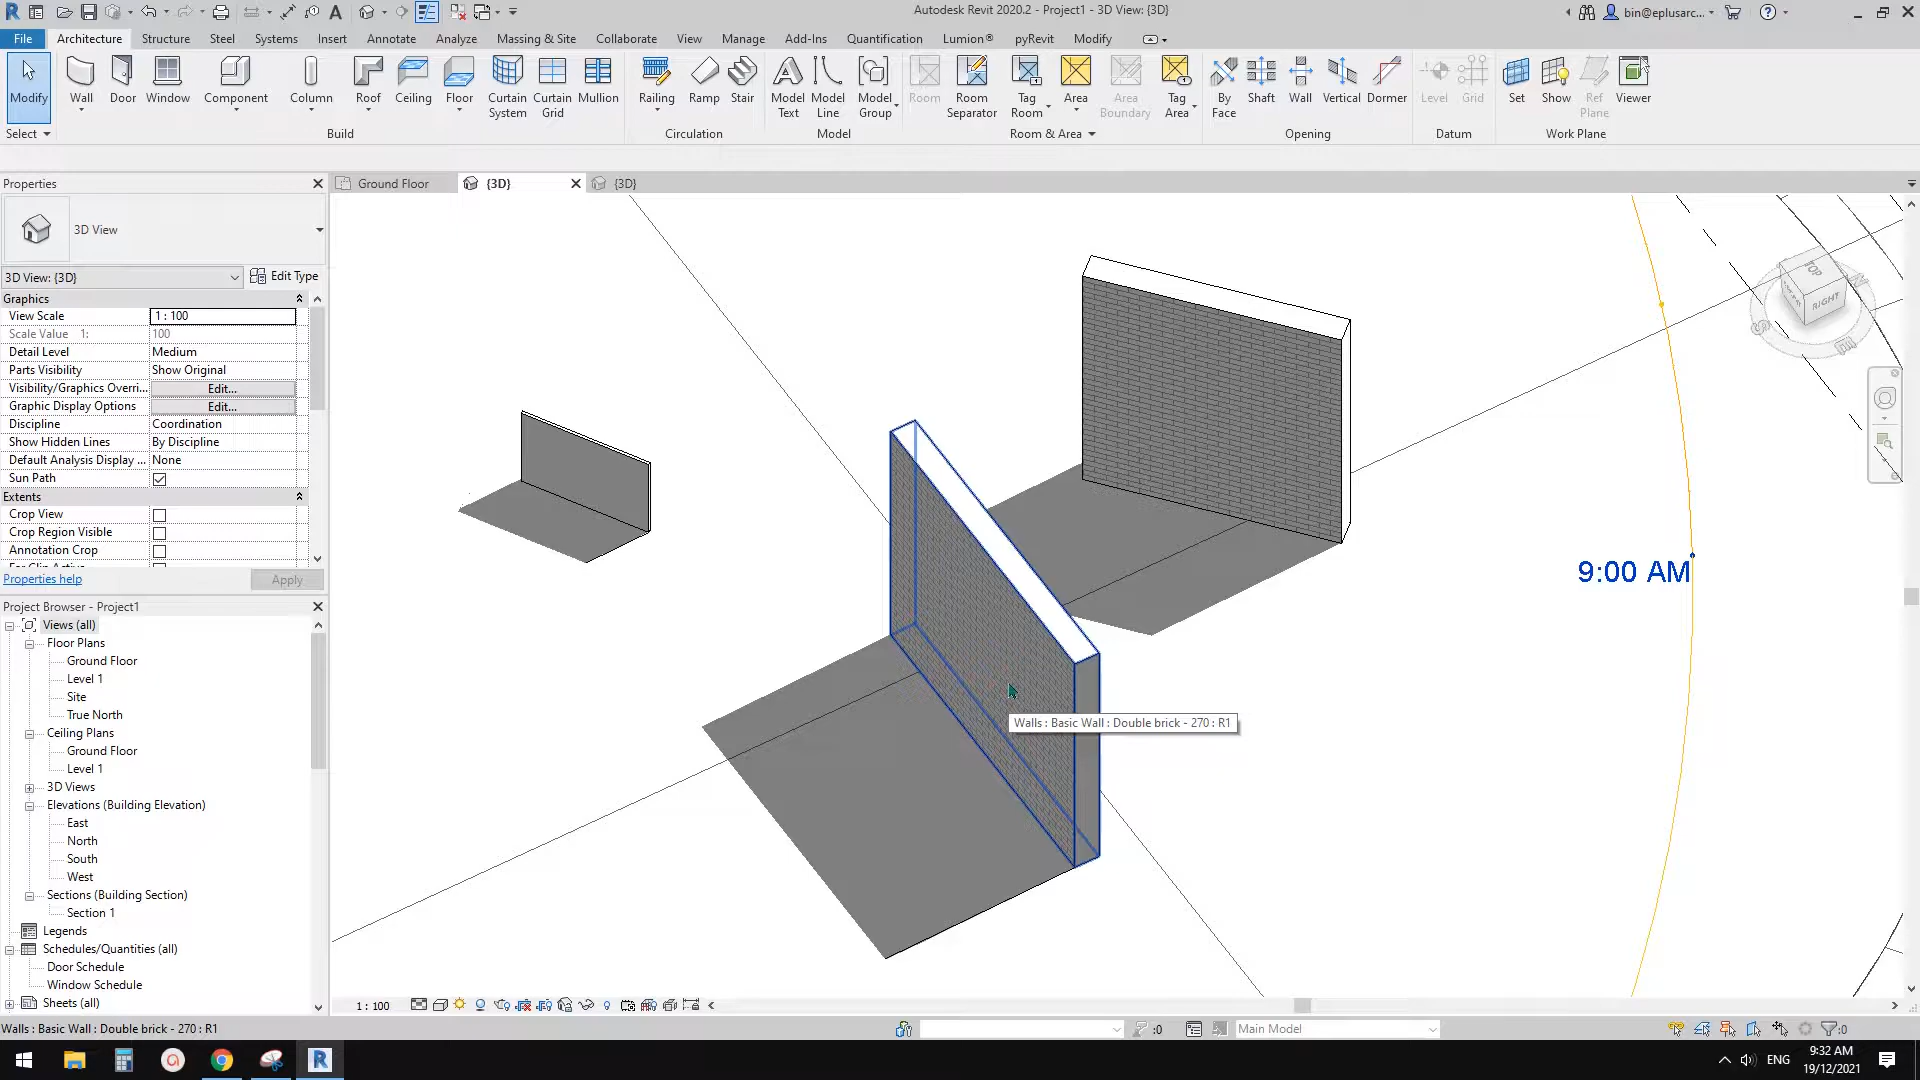 Autodesk Revit 2020.2 - Project1 - 3D View: {3D}
bin@eplusarc...
File Architecture Structure Steel Systems Insert Annotate Analyze Massing & Site Collaborate View Manage Add-Ins Quantification Lumion® pyRevit Modify
Modify Wall Door Window Component Column Roof Ceiling Floor Curtain System Curtain Grid Mullion Railing Ramp Stair Model Text Model Line Model Group Room Room Separator Tag Room Area Area Boundary Tag Area By Face Shaft Wall Vertical Dormer Level Grid Set Show Ref Plane Viewer
Select Build Circulation Model Room & Area Opening Datum Work Plane
Properties
Ground Floor {3D} {3D}
3D View
3D View: {3D} Edit Type
Graphics
View Scale 1 : 100
Scale Value 1: 100
Detail Level Medium
Parts Visibility Show Original
Visibility/Graphics Overri... Edit...
Graphic Display Options Edit...
Discipline Coordination
Show Hidden Lines By Discipline
Default Analysis Display ... None
Sun Path
Extents
Crop View
Crop Region Visible
Annotation Crop
Properties help Apply
Project Browser - Project1
Views (all)
Floor Plans
Ground Floor
Level 1
Site
True North
Ceiling Plans
Ground Floor
Level 1
3D Views
Elevations (Building Elevation)
East
North
South
West
Sections (Building Section)
Section 1
Legends
Schedules/Quantities (all)
Door Schedule
Window Schedule
Sheets (all)
TOP
RIGHT
S
9:00 AM
Walls : Basic Wall : Double brick - 270 : R1
1 : 100
Walls : Basic Wall : Double brick - 270 : R1
:0
Main Model
:0
ENG
9:32 AM
19/12/2021